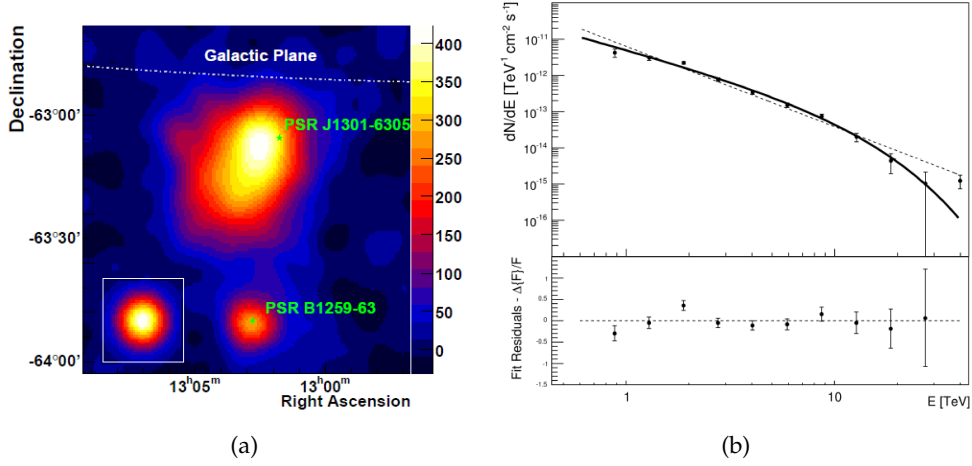 Declination
-63°00'
-63°30'
-64°00'
Galactic Plane
PSR J1301-6305
PSR B1259-63
400
350
300
250
200
150
100
50
0
13ʰ05ᵐ
13ʰ00ᵐ
Right Ascension
(a)
dN/dE [TeV⁻¹ cm⁻² s⁻¹]
10⁻¹¹
10⁻¹²
10⁻¹³
10⁻¹⁴
10⁻¹⁵
10⁻¹⁶
Fit Residuals - Δ{F}/F
0.5
0
-0.5
-1
-1.5
1
10
E [TeV]
(b)